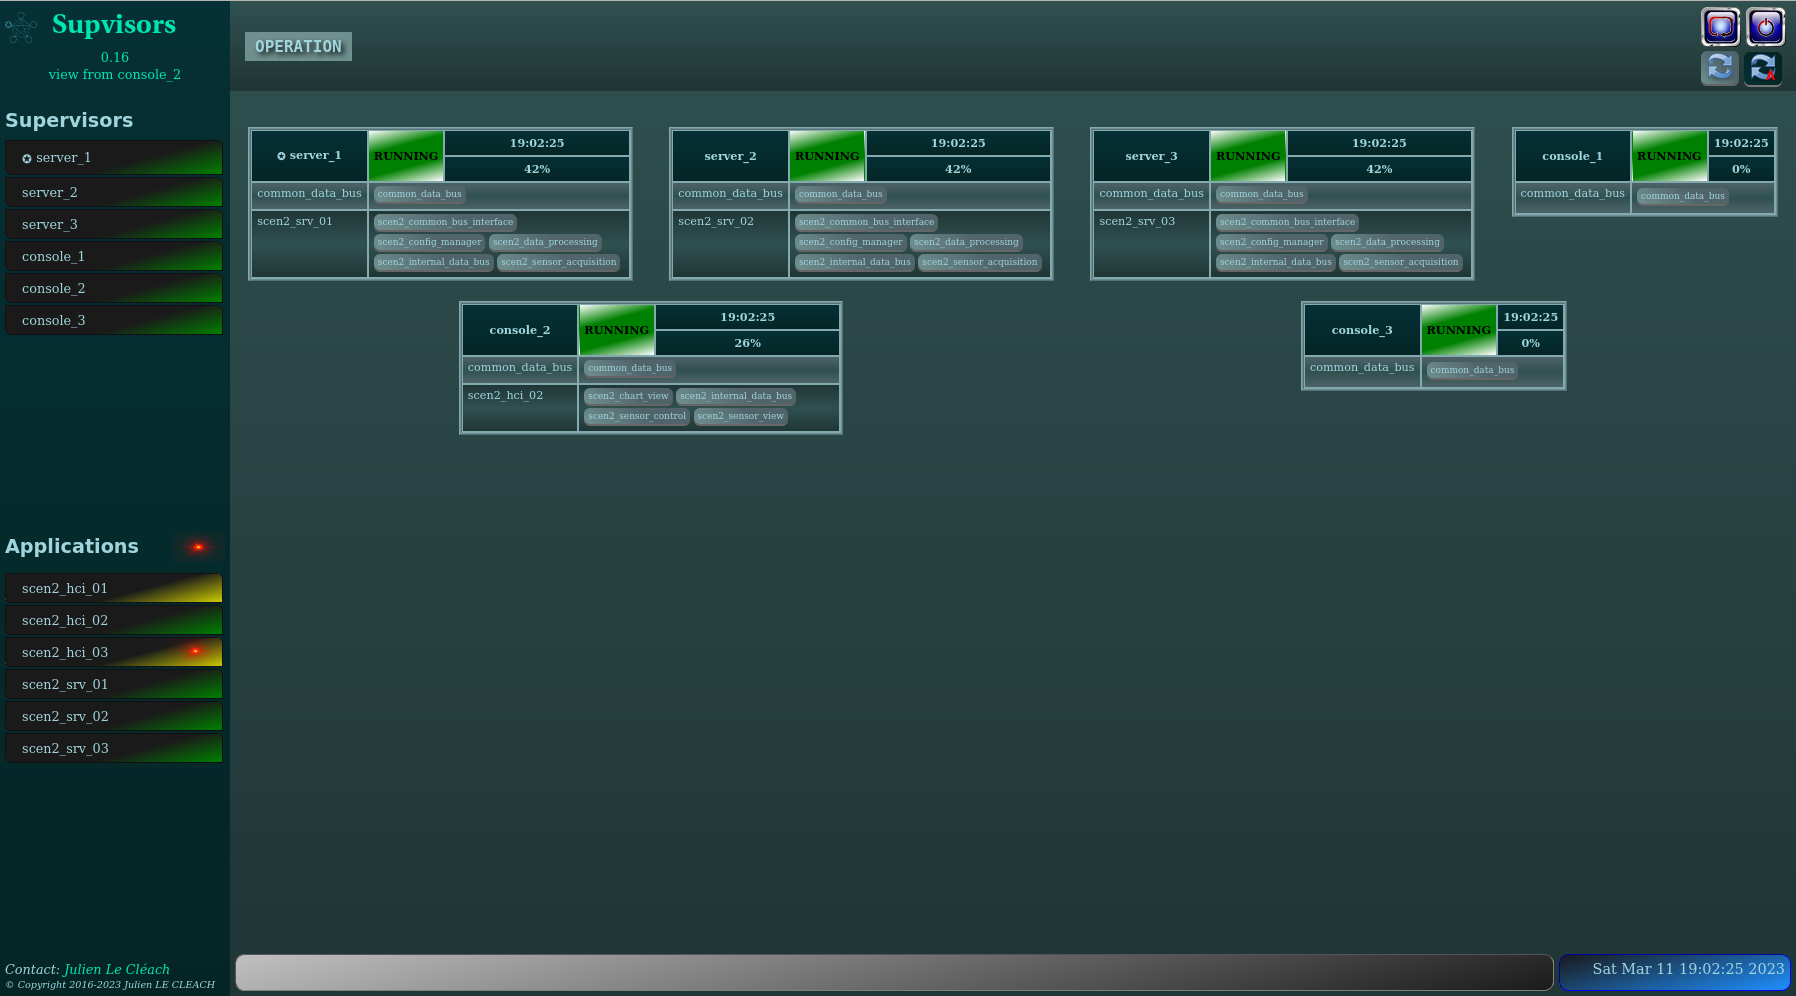 Supvisors
0.16
view from console_2
Supervisors
✪ server_1
server_2
server_3
console_1
console_2
console_3
Applications
scen2_hci_01
scen2_hci_02
scen2_hci_03
scen2_srv_01
scen2_srv_02
scen2_srv_03
Contact: Julien Le Cléach
© Copyright 2016-2023 Julien LE CLEACH
OPERATION
✪ server_1 RUNNING 19:02:25
42%
common_data_bus common_data_bus
scen2_srv_01 scen2_common_bus_interface
scen2_config_manager scen2_data_processing
scen2_internal_data_bus scen2_sensor_acquisition
server_2 RUNNING 19:02:25
42%
common_data_bus common_data_bus
scen2_srv_02 scen2_common_bus_interface
scen2_config_manager scen2_data_processing
scen2_internal_data_bus scen2_sensor_acquisition
server_3 RUNNING 19:02:25
42%
common_data_bus common_data_bus
scen2_srv_03 scen2_common_bus_interface
scen2_config_manager scen2_data_processing
scen2_internal_data_bus scen2_sensor_acquisition
console_1 RUNNING 19:02:25
0%
common_data_bus common_data_bus
console_2 RUNNING 19:02:25
26%
common_data_bus common_data_bus
scen2_hci_02 scen2_chart_view scen2_internal_data_bus
scen2_sensor_control scen2_sensor_view
console_3 RUNNING 19:02:25
0%
common_data_bus common_data_bus
Sat Mar 11 19:02:25 2023